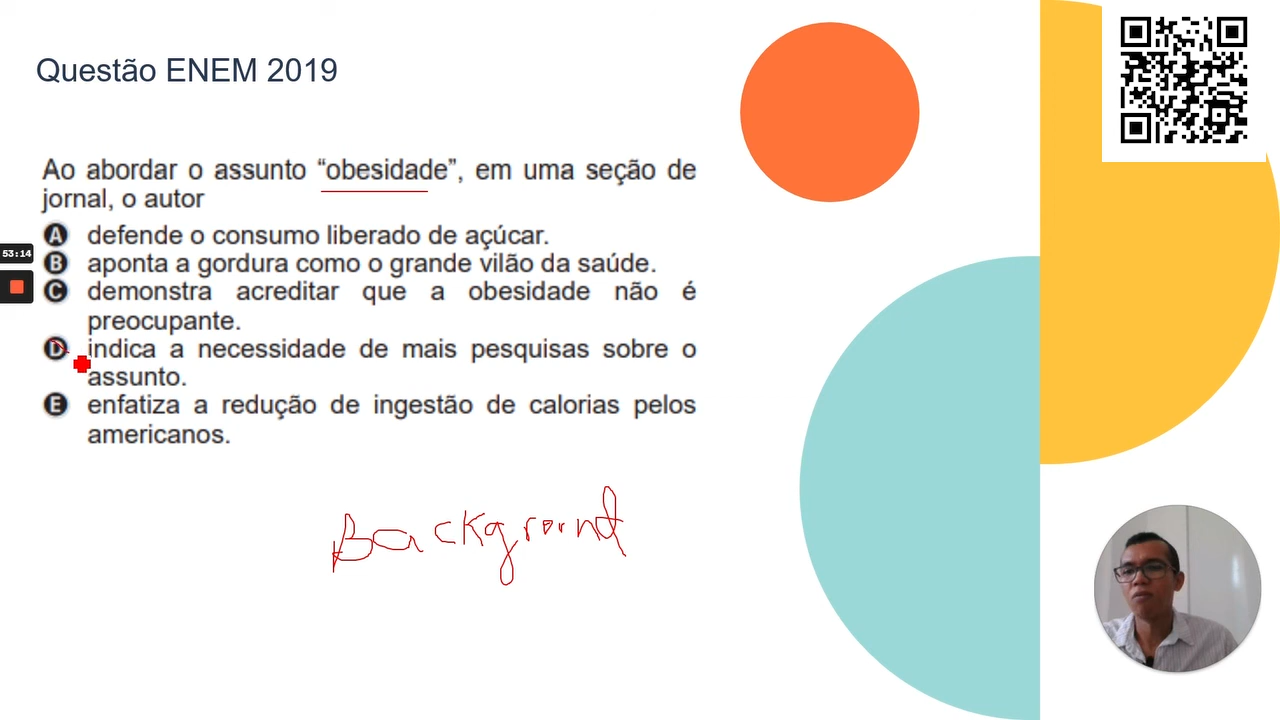 Questão ENEM 2019
Ao abordar o assunto “obesidade”, em uma seção de
jornal, o autor
A defende o consumo liberado de açúcar.
B aponta a gordura como o grande vilão da saúde.
C demonstra acreditar que a obesidade não é
preocupante.
53:14
D indica a necessidade de mais pesquisas sobre o
assunto.
E enfatiza a redução de ingestão de calorias pelos
americanos.
Background